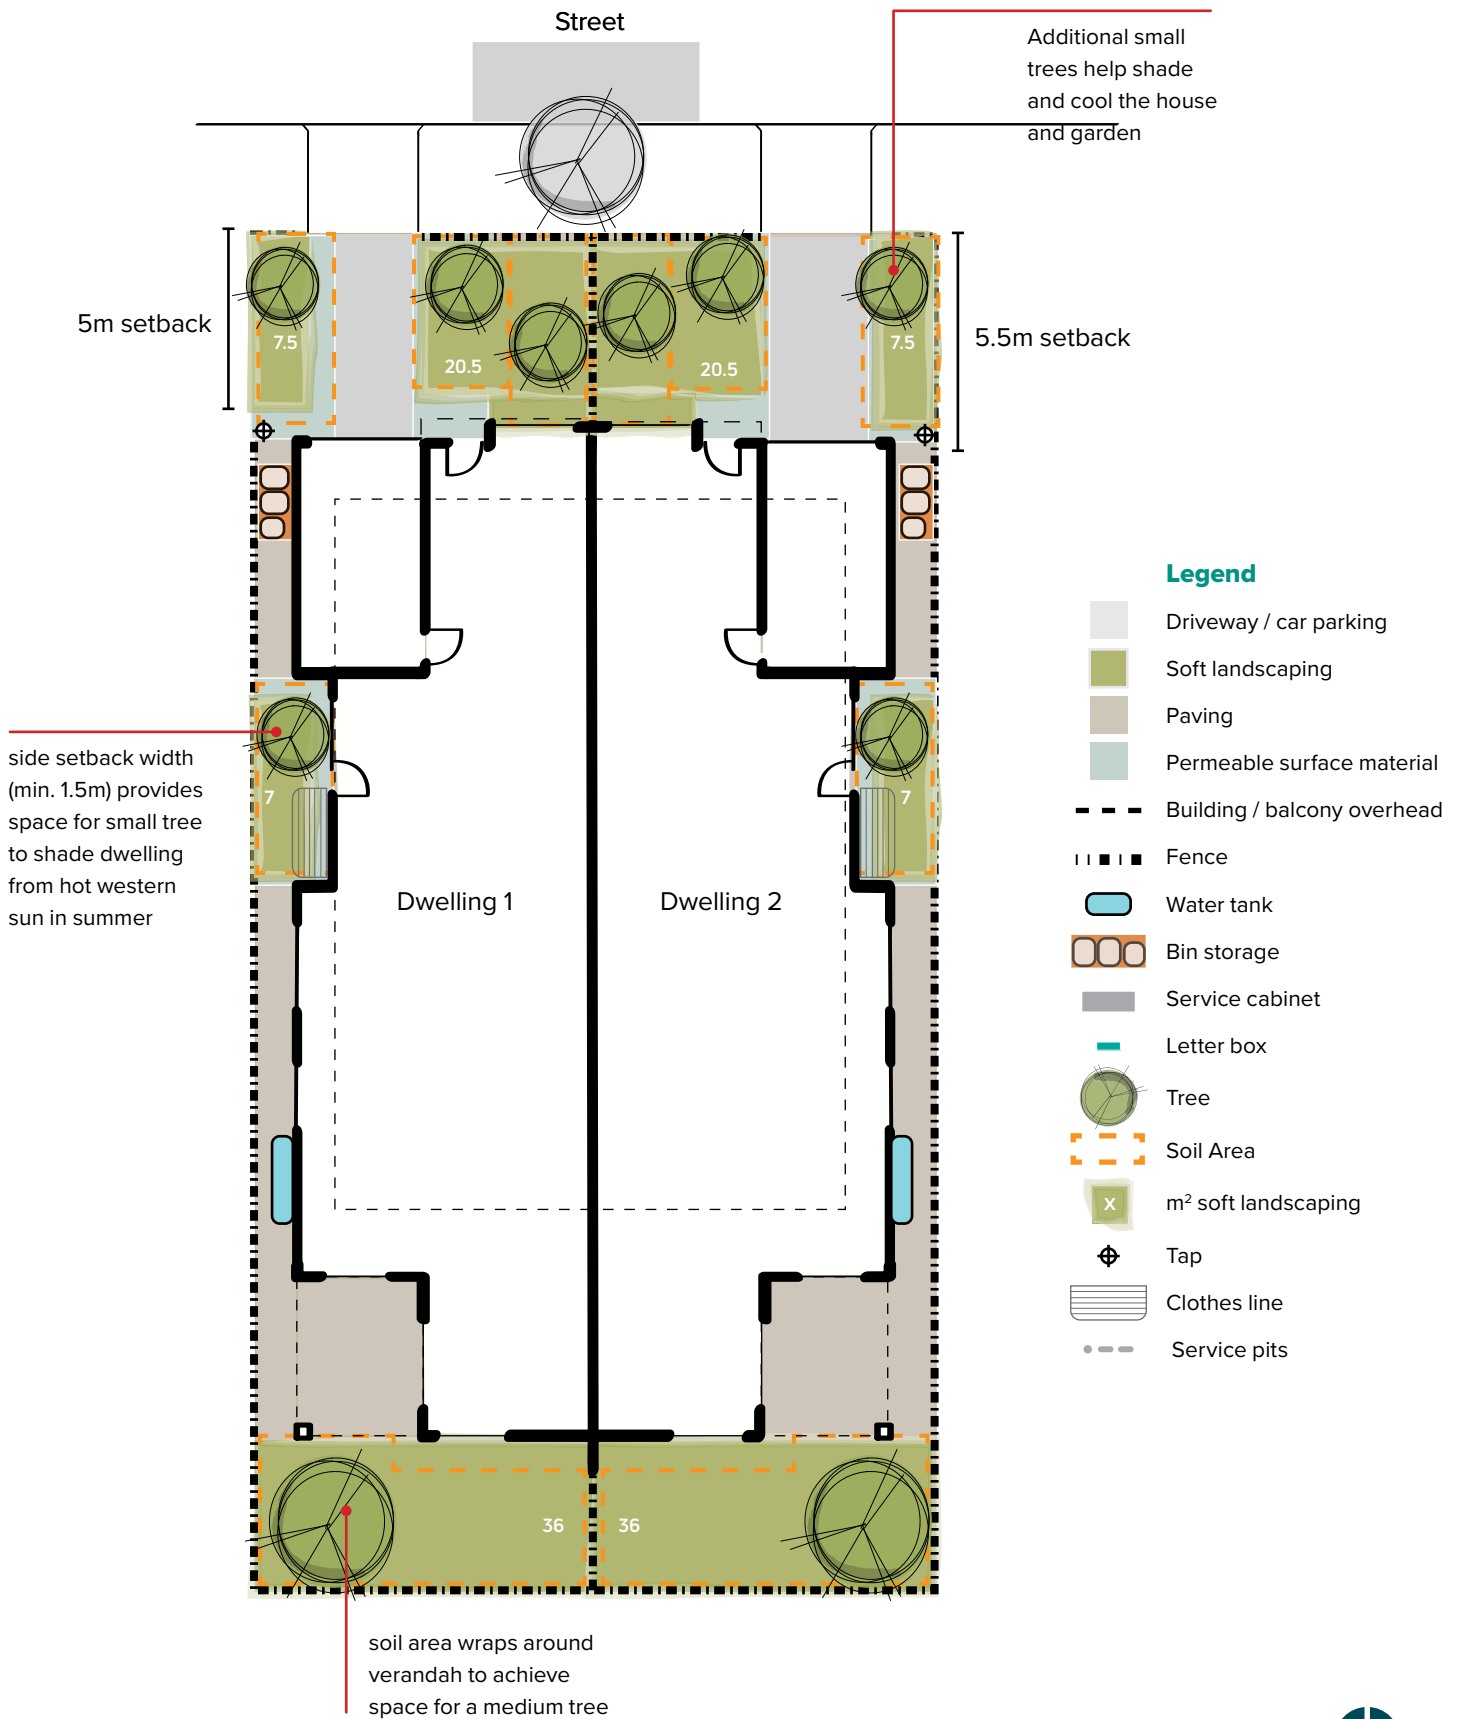 Street
Additional small
trees help shade
and cool the house
and garden
5m setback
5.5m setback
7.5
20.5
20.5
7.5
side setback width
(min. 1.5m) provides
space for small tree
to shade dwelling
from hot western
sun in summer
7
7
Dwelling 1
Dwelling 2
36
36
soil area wraps around
verandah to achieve
space for a medium tree
Legend
Driveway / car parking
Soft landscaping
Paving
Permeable surface material
Building / balcony overhead
Fence
Water tank
Bin storage
Service cabinet
Letter box
Tree
Soil Area
x m² soft landscaping
Tap
Clothes line
Service pits